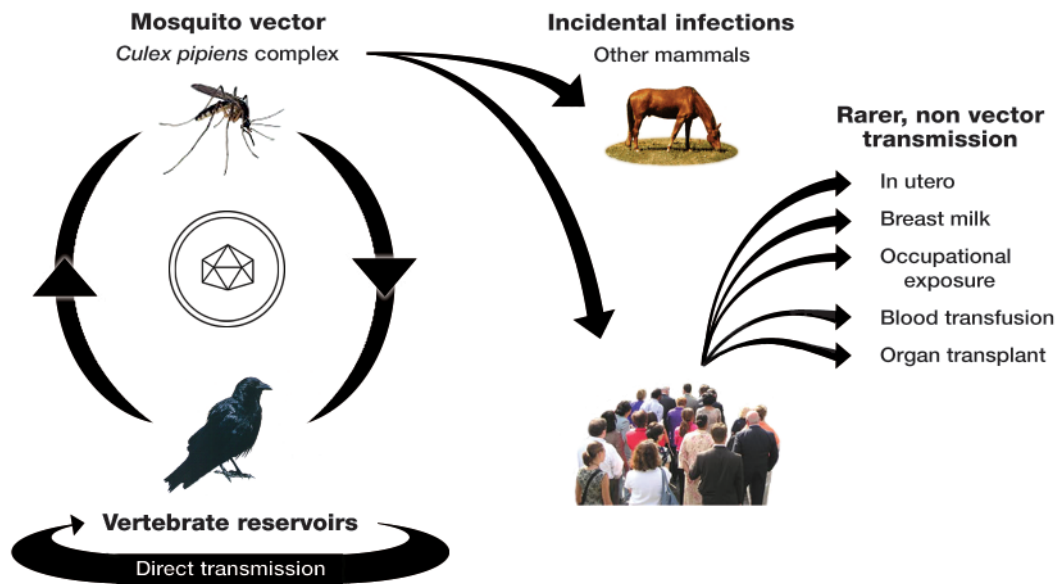 Mosquito vector
Culex pipiens complex
Incidental infections
Other mammals
Rarer, non vector
transmission
In utero
Breast milk
Occupational
exposure
Blood transfusion
Organ transplant
Vertebrate reservoirs
Direct transmission